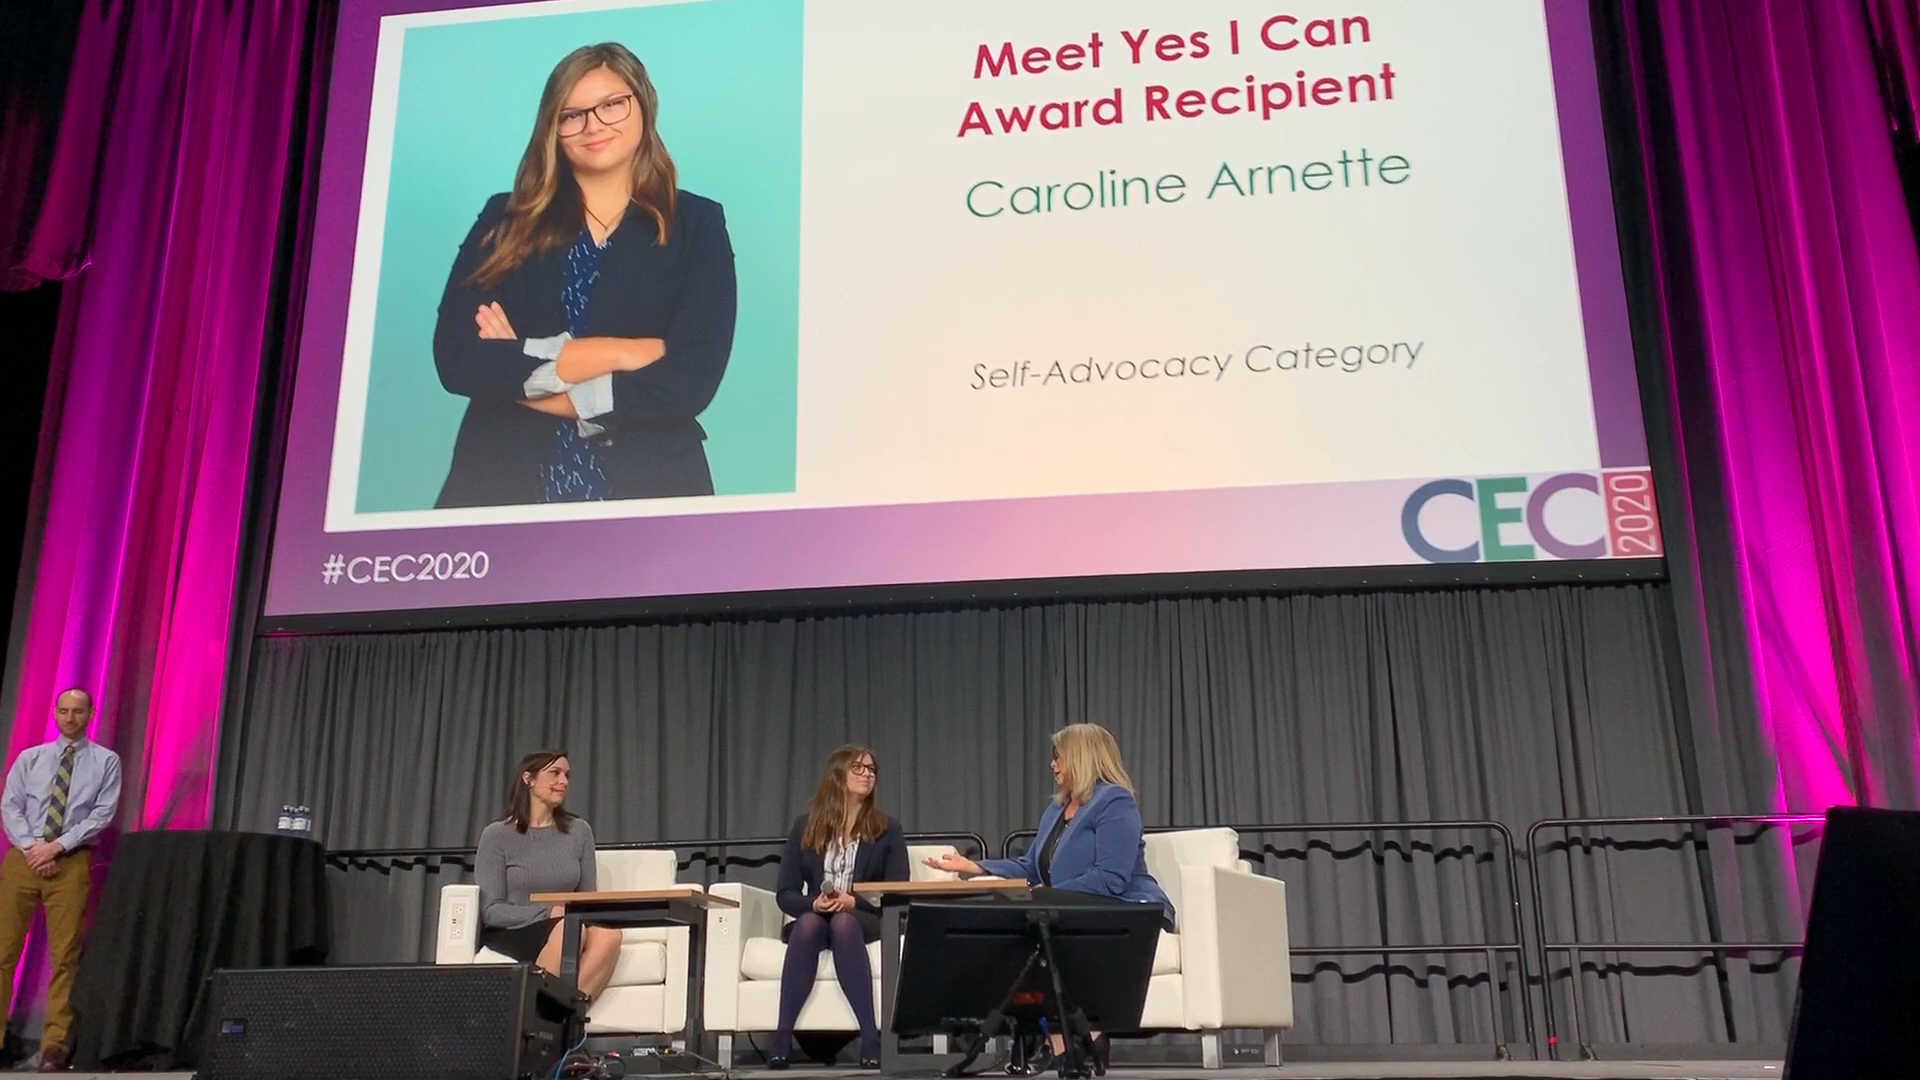 Meet Yes I Can
Award Recipient
Caroline Arnette
Self-Advocacy Category
#CEC2020
CEC 2020